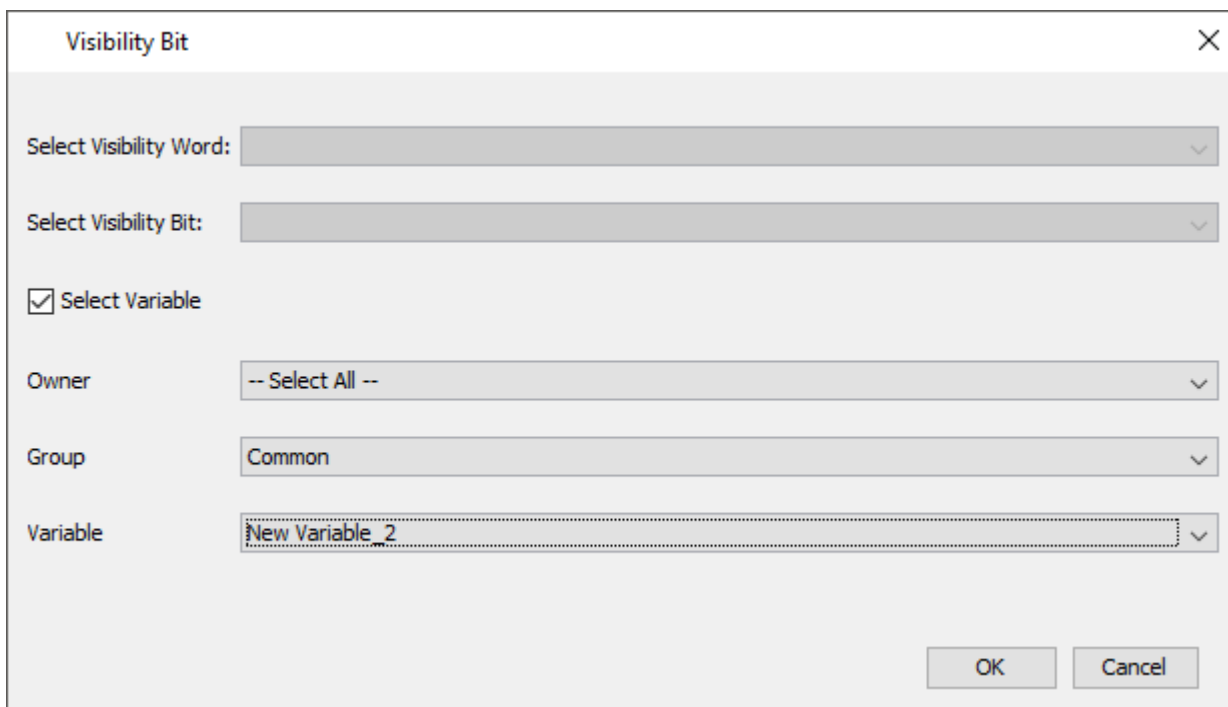 Visibility Bit
Select Visibility Word:
Select Visibility Bit:
Select Variable
Owner -- Select All --
Group Common
Variable New Variable_2
OK Cancel